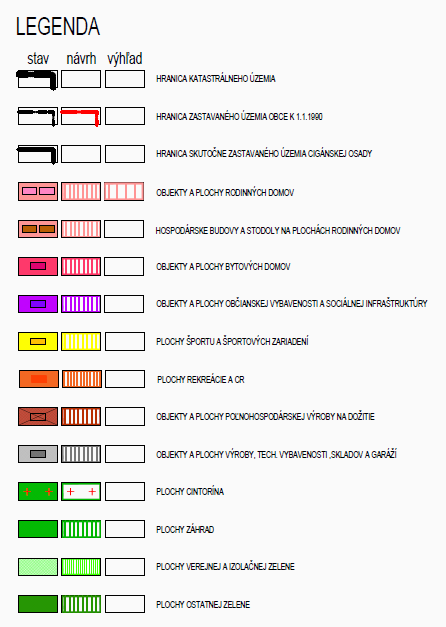 LEGENDA
stav návrh výhľad
HRANICA KATASTRÁLNEHO ÚZEMIA
HRANICA ZASTAVANÉHO ÚZEMIA OBCE K 1.1.1990
HRANICA SKUTOČNE ZASTAVANÉHO ÚZEMIA CIGÁNSKEJ OSADY
OBJEKTY A PLOCHY RODINNÝCH DOMOV
HOSPODÁRSKE BUDOVY A STODOLY NA PLOCHÁCH RODINNÝCH DOMOV
OBJEKTY A PLOCHY BYTOVÝCH DOMOV
OBJEKTY A PLOCHY OBČIANSKEJ VYBAVENOSTI A SOCIÁLNEJ INFRAŠTRUKTÚRY
PLOCHY ŠPORTU A ŠPORTOVÝCH ZARIADENÍ
PLOCHY REKREÁCIE A CR
OBJEKTY A PLOCHY POĽNOHOSPODÁRSKEJ VÝROBY NA DOŽITIE
OBJEKTY A PLOCHY VÝROBY, TECH. VYBAVENOSTI ,SKLADOV A GARÁŽÍ
PLOCHY CINTORÍNA
PLOCHY ZÁHRAD
PLOCHY VEREJNEJ A IZOLAČNEJ ZELENE
PLOCHY OSTATNEJ ZELENE